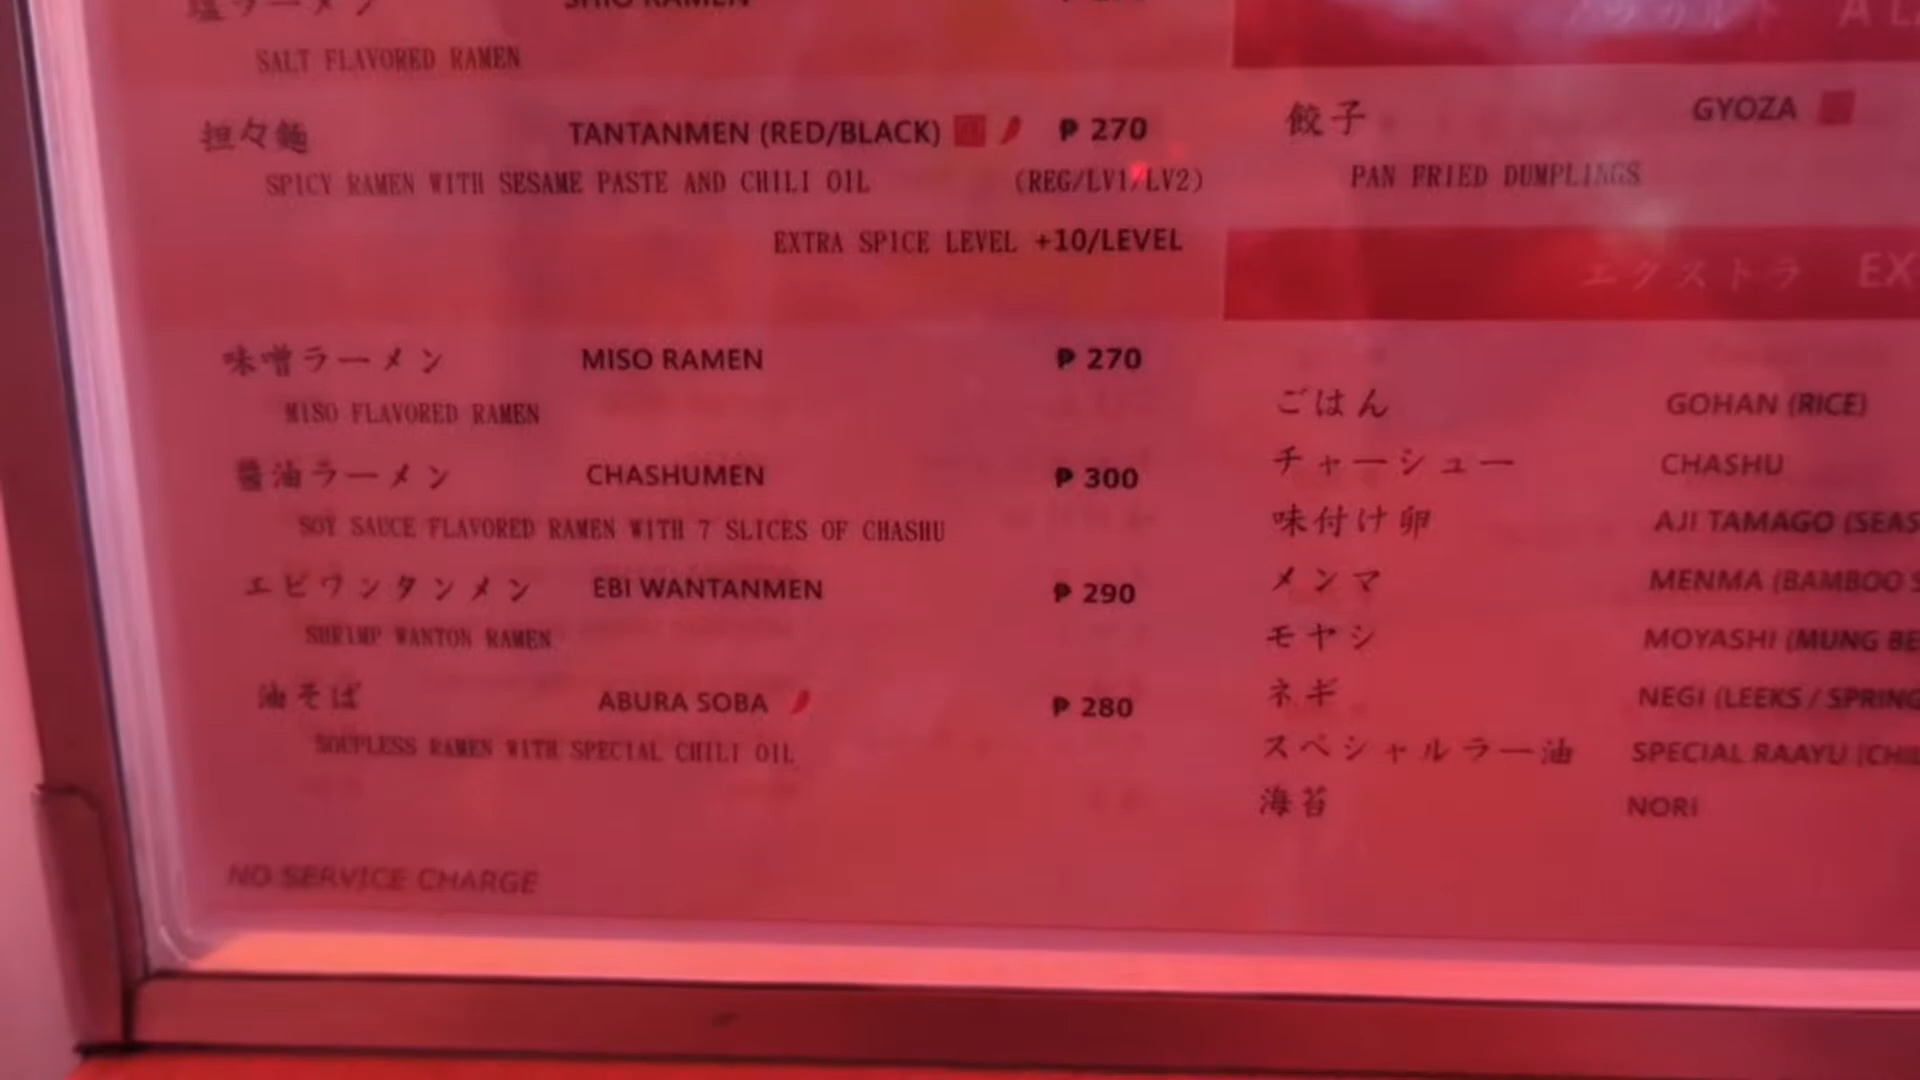 塩ラーメン SHIO RAMEN
SALT FLAVORED RAMEN
担々麺 TANTANMEN (RED/BLACK) ₱ 270
SPICY RAMEN WITH SESAME PASTE AND CHILI OIL (REG/LV1/LV2)
EXTRA SPICE LEVEL +10/LEVEL
味噌ラーメン MISO RAMEN ₱ 270
MISO FLAVORED RAMEN
醤油ラーメン CHASHUMEN ₱ 300
SOY SAUCE FLAVORED RAMEN WITH 7 SLICES OF CHASHU
エビワンタンメン EBI WANTANMEN ₱ 290
SHRIMP WANTON RAMEN
油そば ABURA SOBA ₱ 280
SOUPLESS RAMEN WITH SPECIAL CHILI OIL
NO SERVICE CHARGE
アラカルト A L
餃子 GYOZA
PAN FRIED DUMPLINGS
エクストラ EX
ごはん GOHAN (RICE)
チャーシュー CHASHU
味付け卵 AJI TAMAGO (SEAS
メンマ MENMA (BAMBOO S
モヤシ MOYASHI (MUNG BE
ネギ NEGI (LEEKS / SPRING
スペシャルラー油 SPECIAL RAAYU (CHIL
海苔 NORI